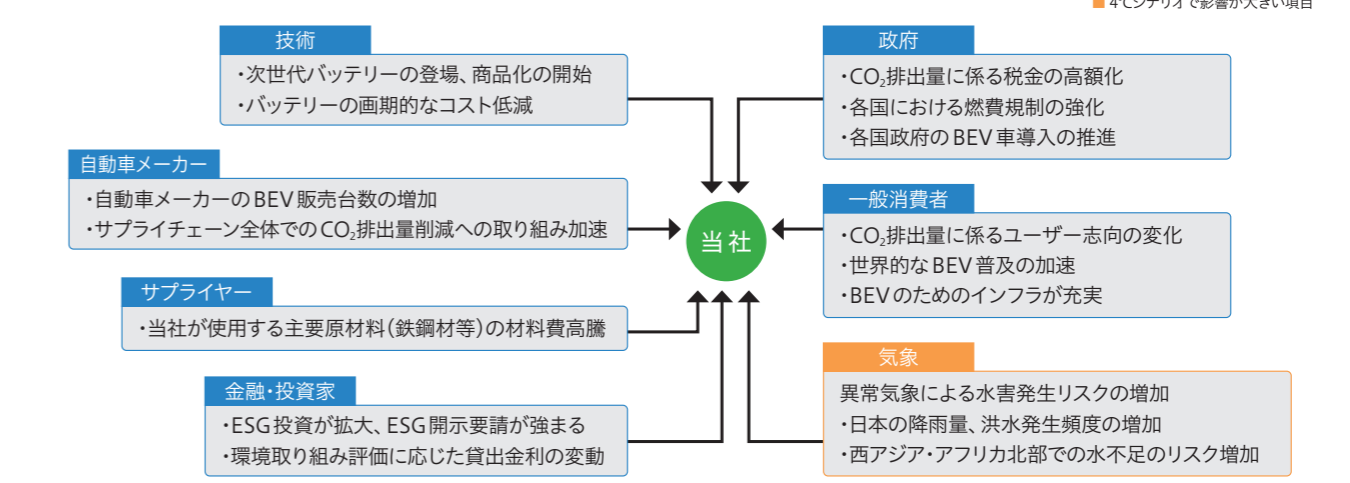 ■ 4℃シナリオで影響が大きい項目
技術
・次世代バッテリーの登場、商品化の開始
・バッテリーの画期的なコスト低減
自動車メーカー
・自動車メーカーのBEV販売台数の増加
・サプライチェーン全体でのCO₂排出量削減への取り組み加速
サプライヤー
・当社が使用する主要原材料(鉄鋼材等)の材料費高騰
金融・投資家
・ESG投資が拡大、ESG開示要請が強まる
・環境取り組み評価に応じた貸出金利の変動
当社
政府
・CO₂排出量に係る税金の高額化
・各国における燃費規制の強化
・各国政府のBEV車導入の推進
一般消費者
・CO₂排出量に係るユーザー志向の変化
・世界的なBEV普及の加速
・BEVのためのインフラが充実
気象
異常気象による水害発生リスクの増加
・日本の降雨量、洪水発生頻度の増加
・西アジア・アフリカ北部での水不足のリスク増加